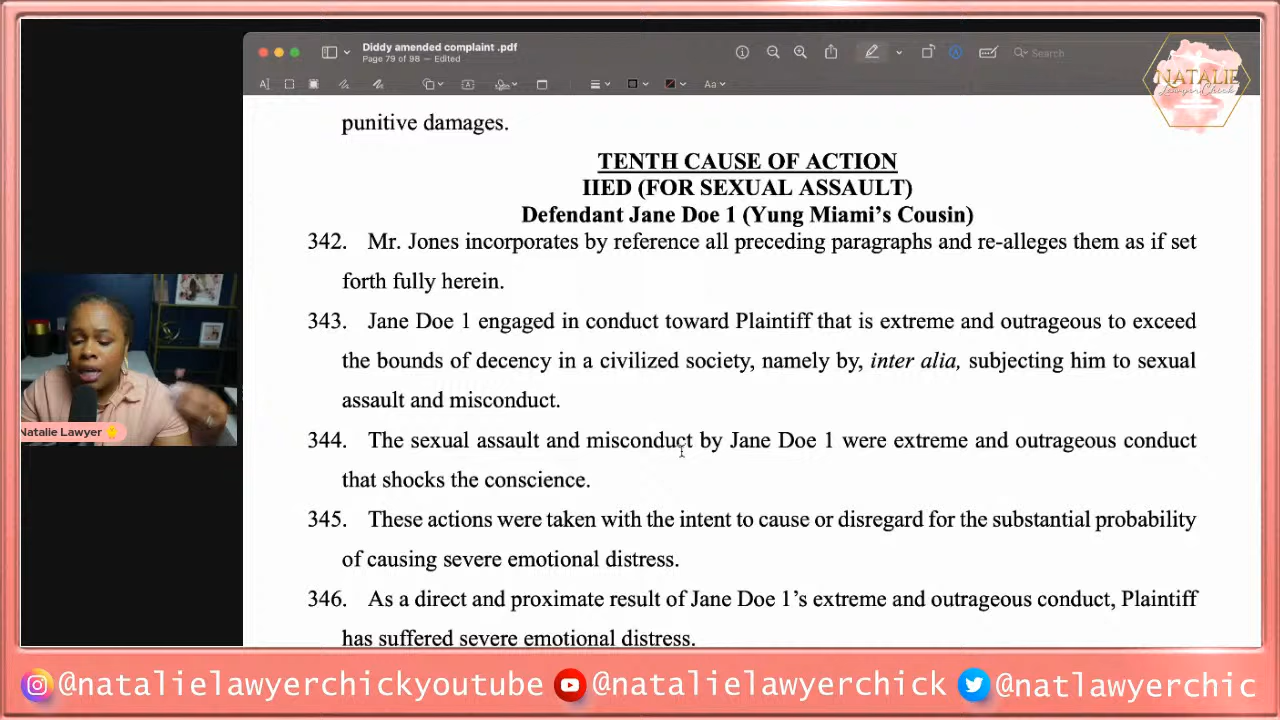 Diddy amended complaint .pdf
Page 79 of 98 — Edited
Search
NATALIE
LawyerChick
punitive damages.
TENTH CAUSE OF ACTION
IIED (FOR SEXUAL ASSAULT)
Defendant Jane Doe 1 (Yung Miami's Cousin)
342. Mr. Jones incorporates by reference all preceding paragraphs and re-alleges them as if set
forth fully herein.
343. Jane Doe 1 engaged in conduct toward Plaintiff that is extreme and outrageous to exceed
the bounds of decency in a civilized society, namely by, inter alia, subjecting him to sexual
assault and misconduct.
344. The sexual assault and misconduct by Jane Doe 1 were extreme and outrageous conduct
that shocks the conscience.
345. These actions were taken with the intent to cause or disregard for the substantial probability
of causing severe emotional distress.
346. As a direct and proximate result of Jane Doe 1's extreme and outrageous conduct, Plaintiff
has suffered severe emotional distress.
Natalie Lawyer
@natalielawyerchickyoutube @natalielawyerchick @natlawyerchic